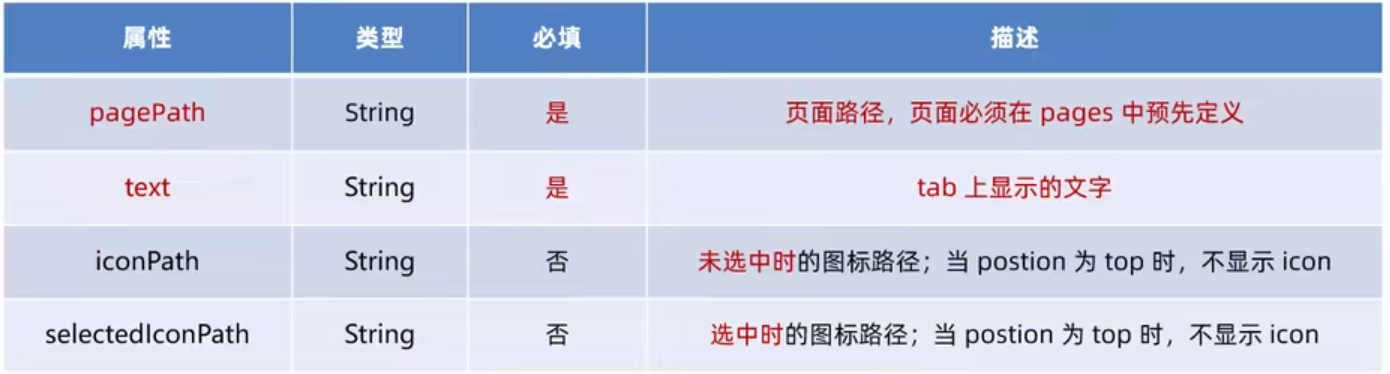 属性 类型 必填 描述
pagePath String 是 页面路径，页面必须在 pages 中预先定义
text String 是 tab 上显示的文字
iconPath String 否 未选中时的图标路径；当 postion 为 top 时，不显示 icon
selectedIconPath String 否 选中时的图标路径；当 postion 为 top 时，不显示 icon